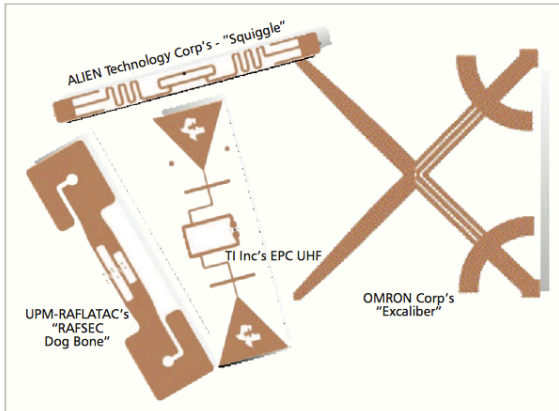 ALIEN Technology Corp's - "Squiggle"
TI Inc's EPC UHF
UPM-RAFLATAC's
"RAFSEC
Dog Bone"
OMRON Corp's
"Excaliber"